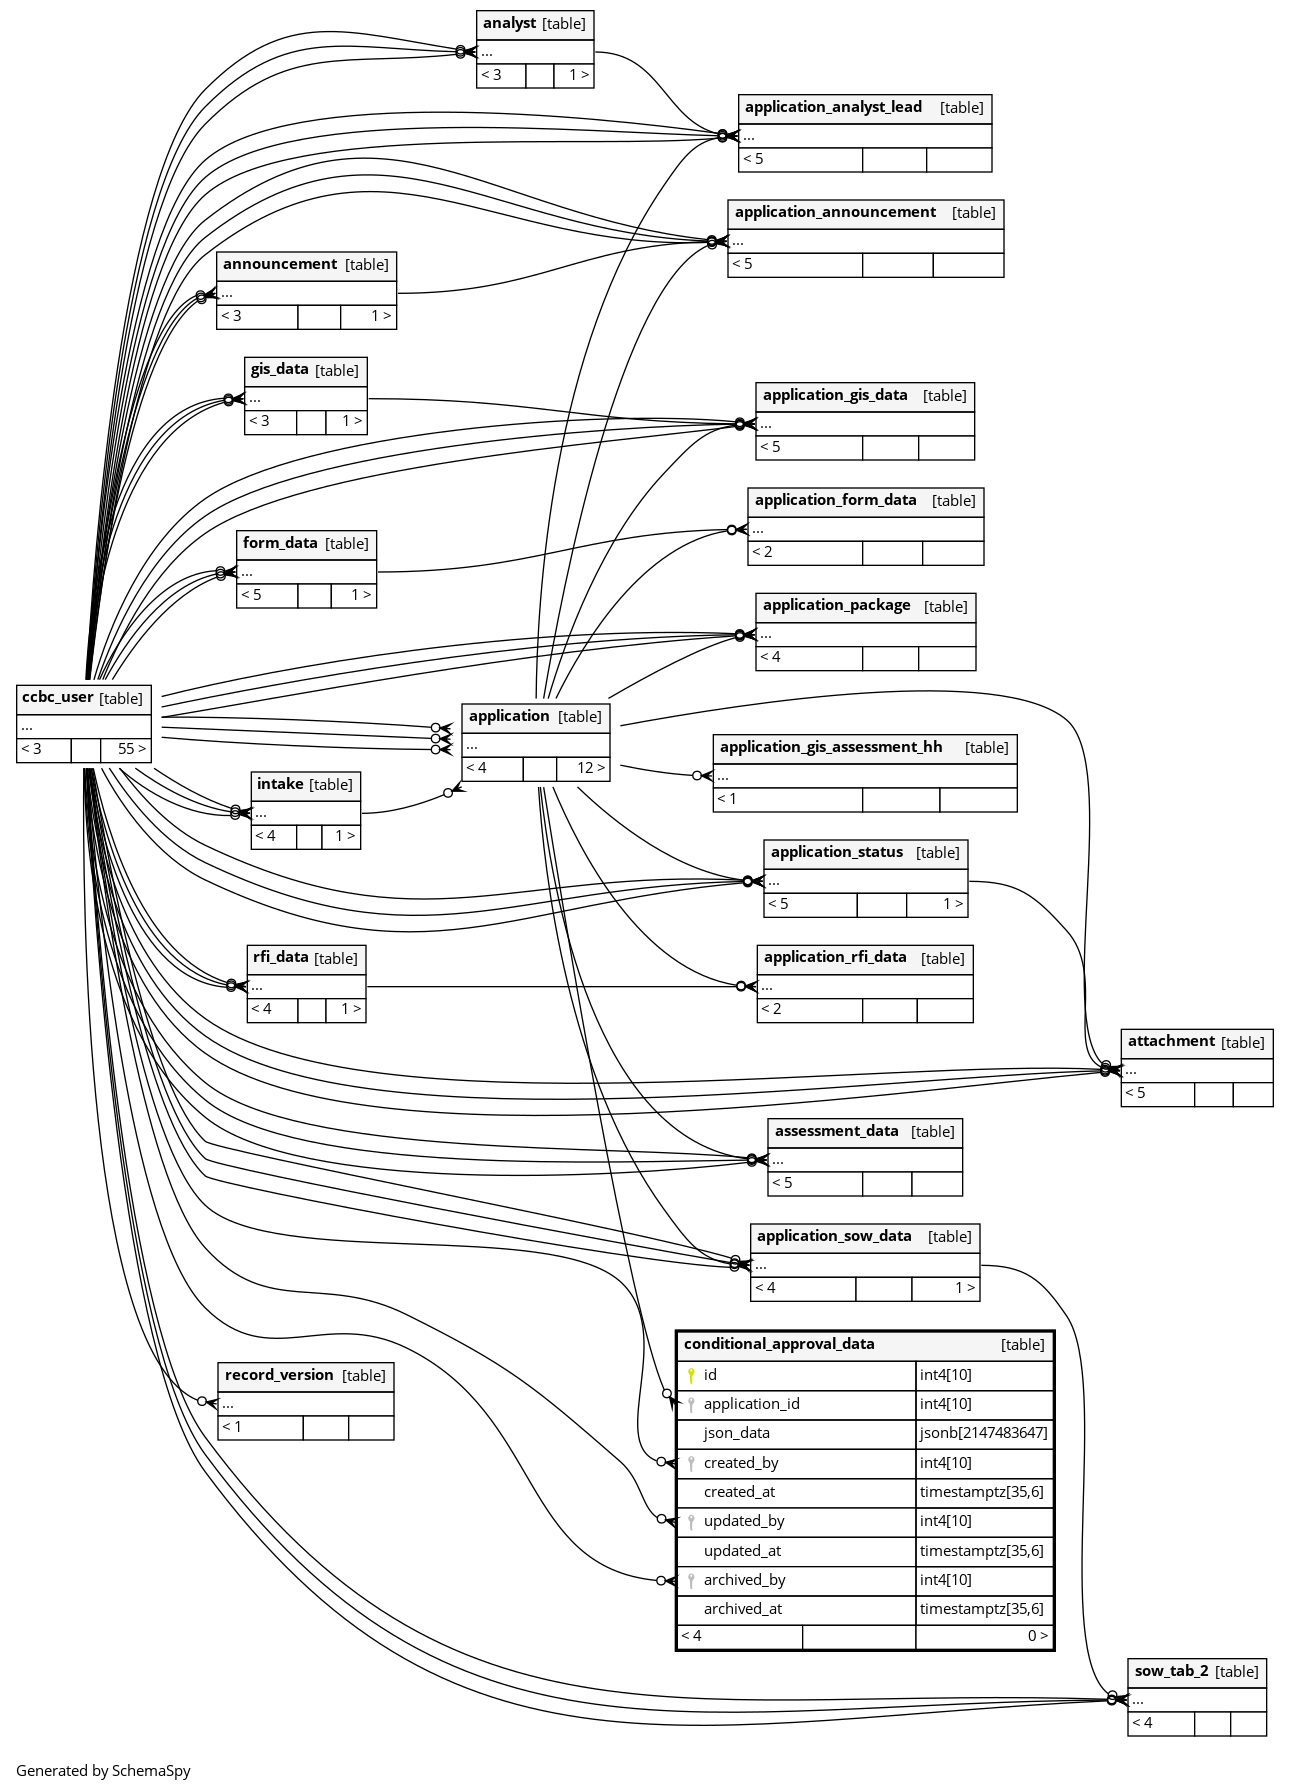 analyst [table]
...
< 3 1 >
application_analyst_lead [table]
...
< 5
application_announcement [table]
...
< 5
announcement [table]
...
< 3 1 >
gis_data [table]
...
< 3 1 >
application_gis_data [table]
...
< 5
application_form_data [table]
...
< 2
form_data [table]
...
< 5 1 >
application_package [table]
...
< 4
ccbc_user [table]
...
< 3 55 >
application [table]
...
< 4 12 >
application_gis_assessment_hh [table]
...
< 1
intake [table]
...
< 4 1 >
application_status [table]
...
< 5 1 >
rfi_data [table]
...
< 4 1 >
application_rfi_data [table]
...
< 2
attachment [table]
...
< 5
assessment_data [table]
...
< 5
application_sow_data [table]
...
< 4 1 >
conditional_approval_data [table]
id int4[10]
application_id int4[10]
json_data jsonb[2147483647]
created_by int4[10]
created_at timestamptz[35,6]
updated_by int4[10]
updated_at timestamptz[35,6]
archived_by int4[10]
archived_at timestamptz[35,6]
< 4 0 >
record_version [table]
...
< 1
sow_tab_2 [table]
...
< 4
Generated by SchemaSpy